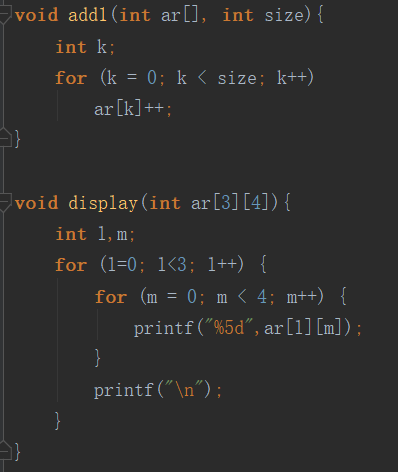 void add1(int ar[], int size){
    int k;
    for (k = 0; k < size; k++)
        ar[k]++;
}

void display(int ar[3][4]){
    int l,m;
    for (l=0; l<3; l++) {
        for (m = 0; m < 4; m++) {
            printf("%5d",ar[l][m]);
        }
        printf("\n");
    }
}